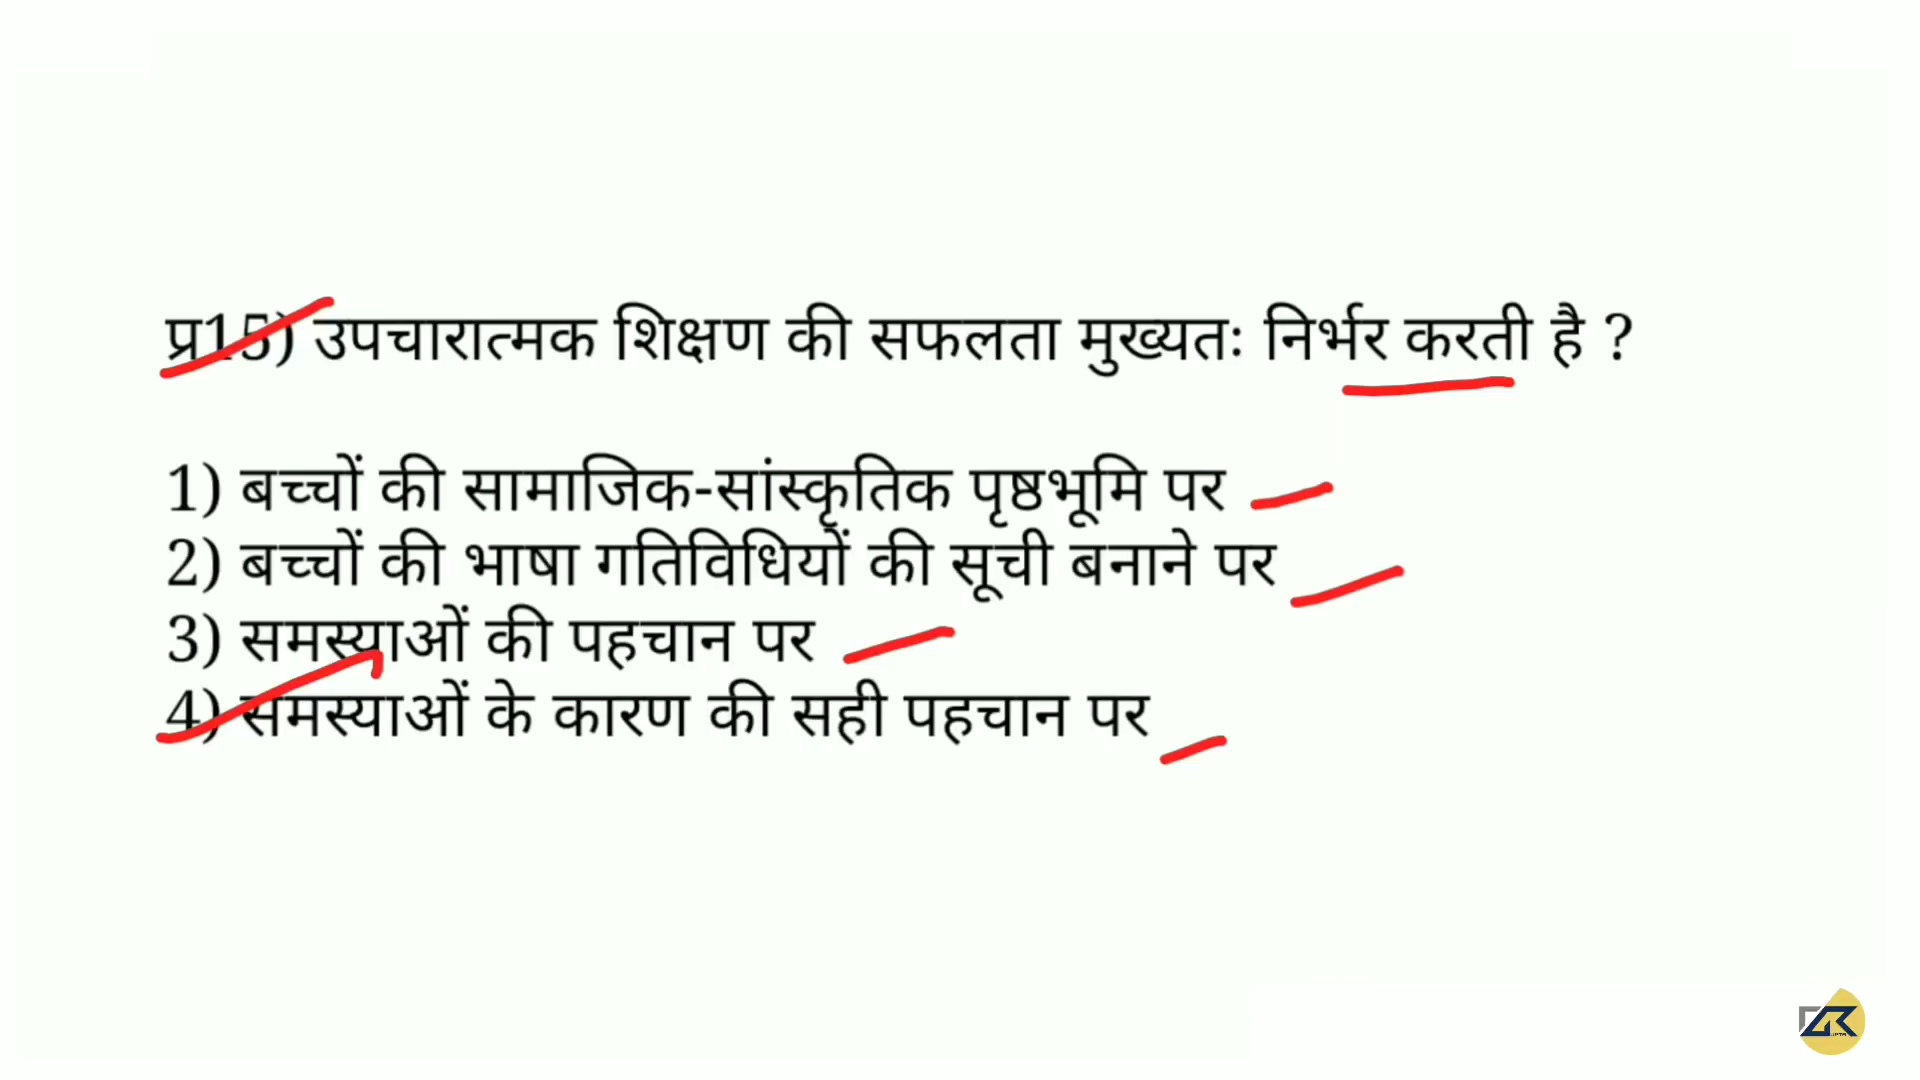 प्र15) उपचारात्मक शिक्षण की सफलता मुख्यतः निर्भर करती है ?
1) बच्चों की सामाजिक-सांस्कृतिक पृष्ठभूमि पर
2) बच्चों की भाषा गतिविधियों की सूची बनाने पर
3) समस्याओं की पहचान पर
4) समस्याओं के कारण की सही पहचान पर